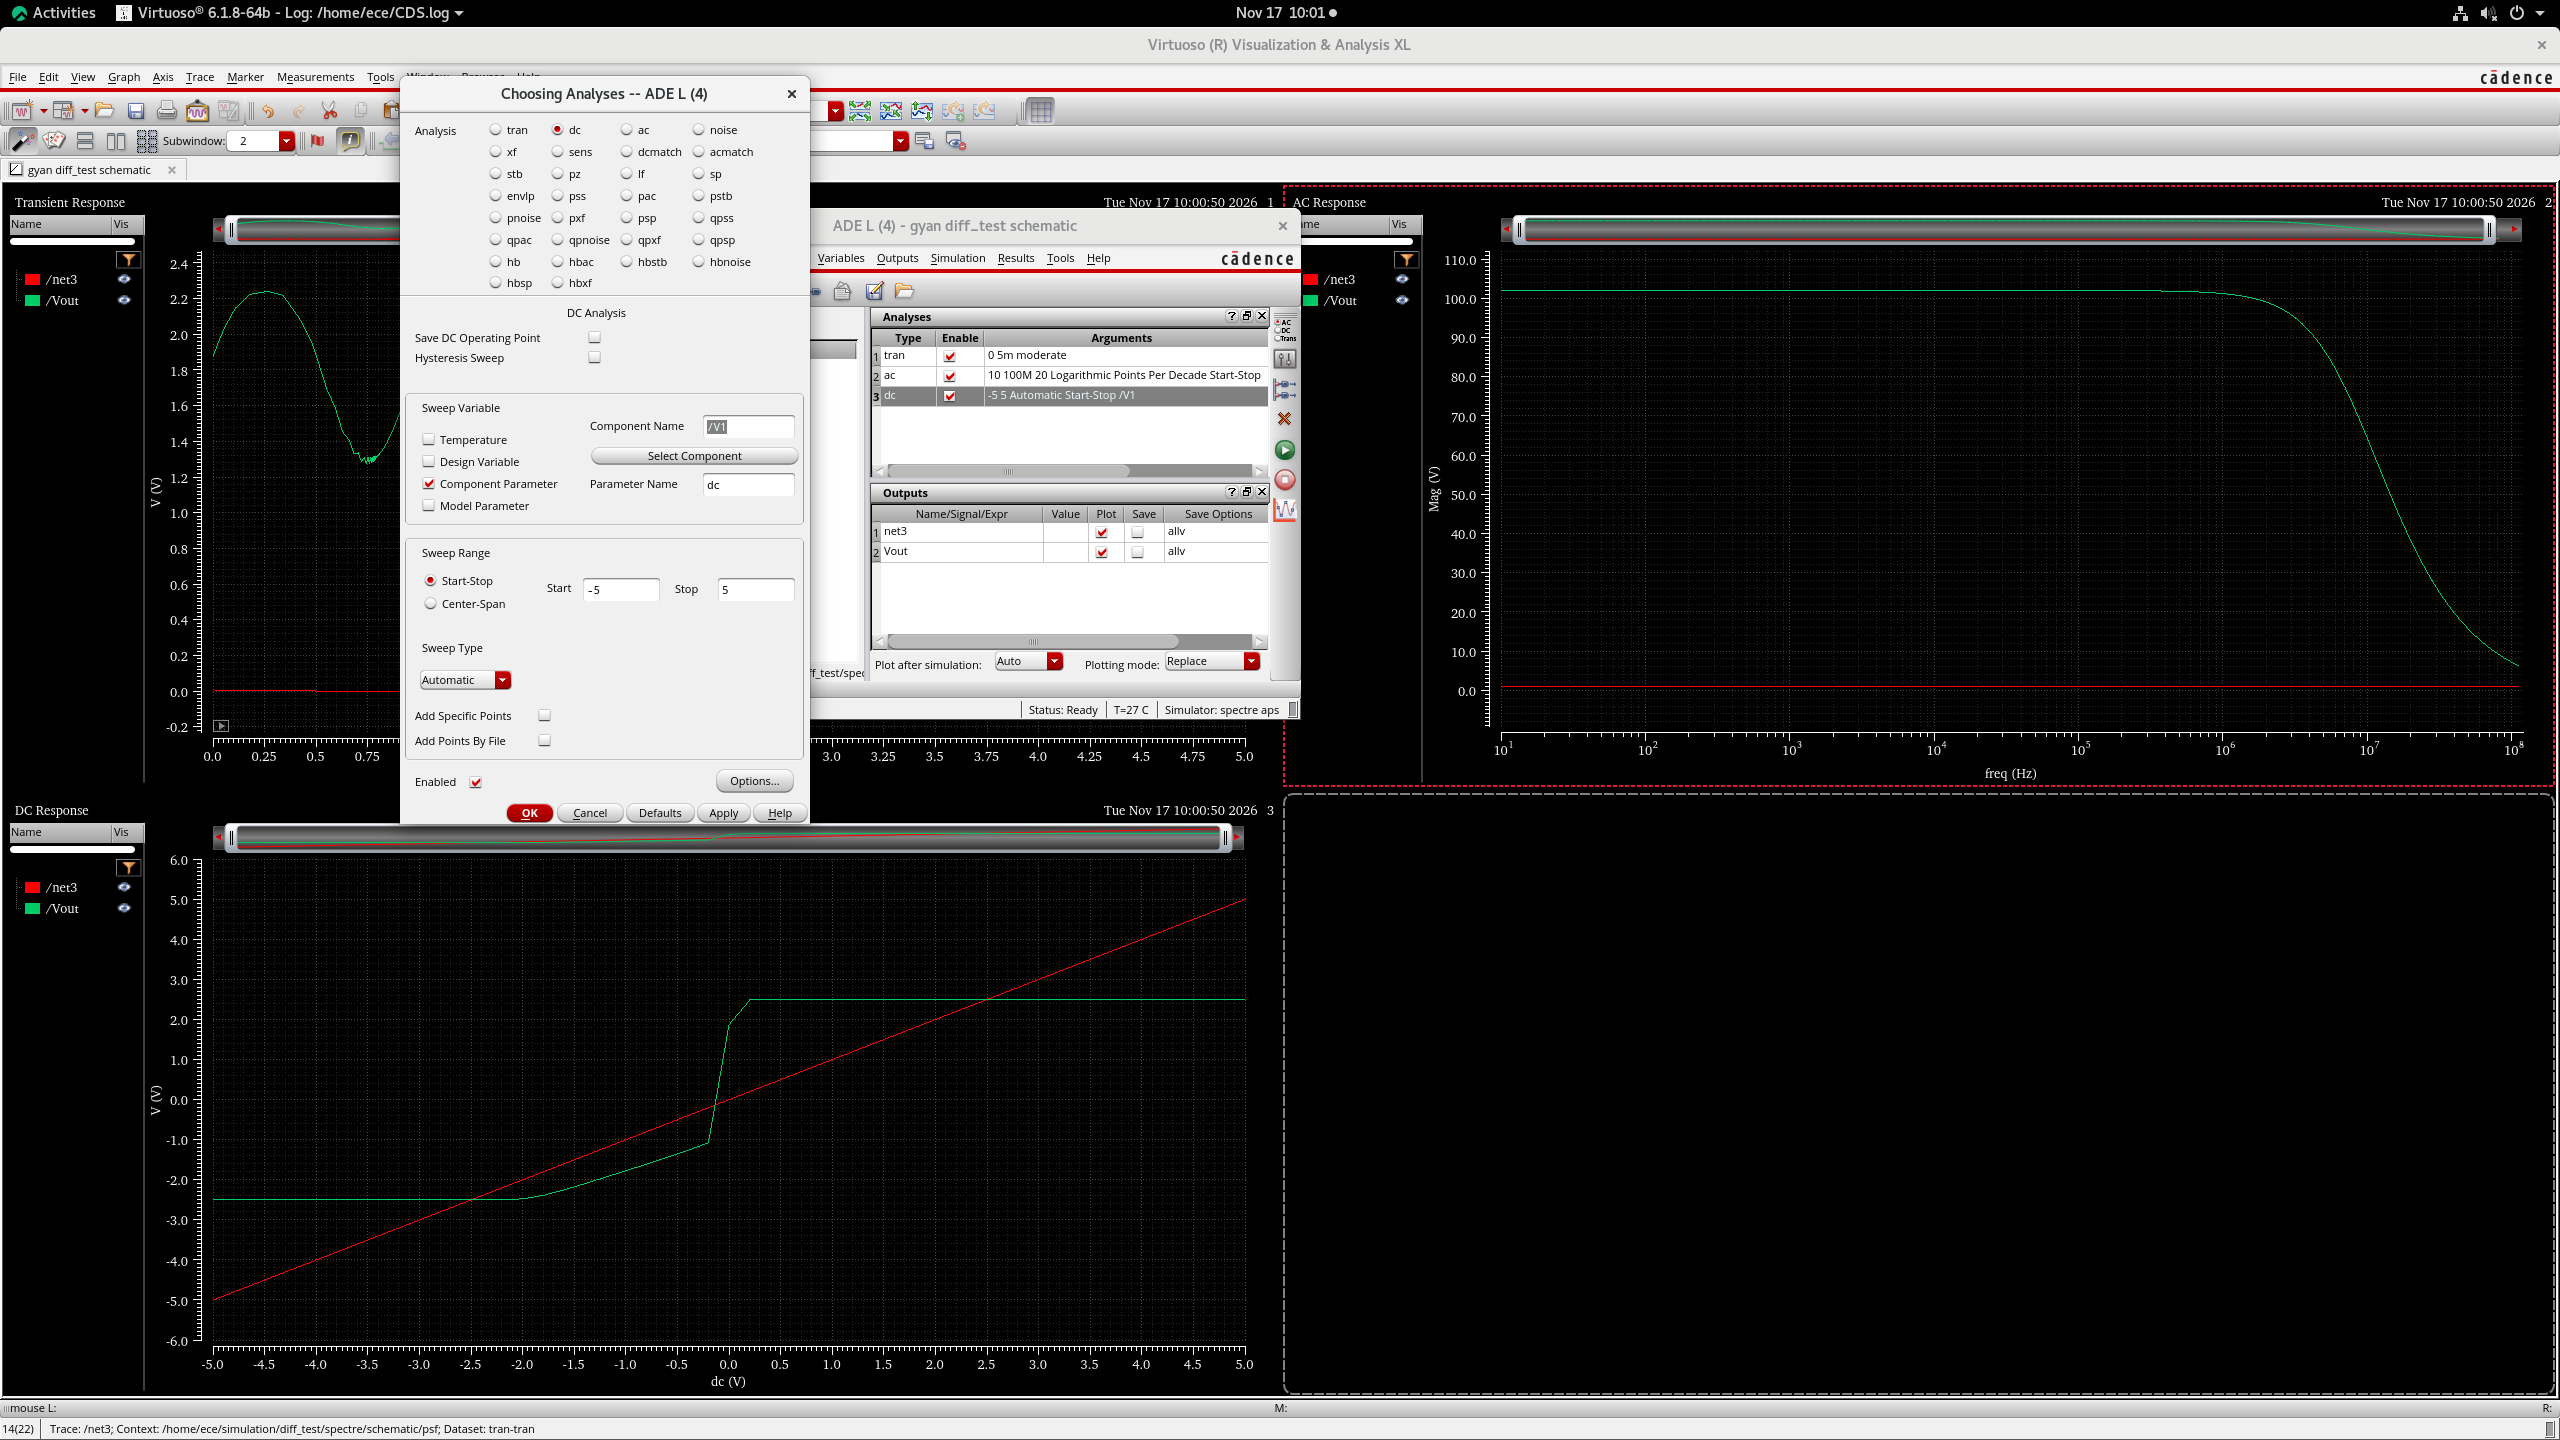 Activities Virtuoso® 6.1.8-64b - Log: /home/ece/CDS.log Nov 17 10:01
Virtuoso (R) Visualization & Analysis XL
File Edit View Graph Axis Trace Marker Measurements Tools
cādence
Subwindow: 2
gyan diff_test schematic
Choosing Analyses -- ADE L (4)
Analysis tran dc ac noise
xf sens dcmatch acmatch
stb pz lf sp
envlp pss pac pstb
pnoise pxf psp qpss
qpac qpnoise qpxf qpsp
hb hbac hbstb hbnoise
hbsp hbxf
DC Analysis
Save DC Operating Point
Hysteresis Sweep
Sweep Variable
Temperature
Design Variable
Component Parameter
Model Parameter
Component Name /V1
Select Component
Parameter Name dc
Sweep Range
Start-Stop
Center-Span
Start -5 Stop 5
Sweep Type
Automatic
Add Specific Points
Add Points By File
Enabled Options...
OK Cancel Defaults Apply Help
ADE L (4) - gyan diff_test schematic
Variables Outputs Simulation Results Tools Help
cādence
Analyses
Type Enable Arguments
1 tran 0 5m moderate
2 ac 10 100M 20 Logarithmic Points Per Decade Start-Stop
3 dc -5 5 Automatic Start-Stop /V1
AC
DC
Trans
Outputs
Name/Signal/Expr Value Plot Save Save Options
1 net3 allv
2 Vout allv
Plot after simulation: Auto Plotting mode: Replace
ff_test/spec
Status: Ready T=27 C Simulator: spectre aps
Transient Response
Tue Nov 17 10:00:50 2026 1
Name Vis
/net3
/Vout
V (V)
2.4
2.2
2.0
1.8
1.6
1.4
1.2
1.0
0.8
0.6
0.4
0.2
0.0
-0.2
0.0 0.25 0.5 0.75 3.0 3.25 3.5 3.75 4.0 4.25 4.5 4.75 5.0
AC Response
Tue Nov 17 10:00:50 2026 2
ame Vis
/net3
/Vout
Mag (V)
110.0
100.0
90.0
80.0
70.0
60.0
50.0
40.0
30.0
20.0
10.0
0.0
10¹ 10² 10³ 10⁴ 10⁵ 10⁶ 10⁷ 10⁸
freq (Hz)
DC Response
Tue Nov 17 10:00:50 2026 3
Name Vis
/net3
/Vout
V (V)
6.0
5.0
4.0
3.0
2.0
1.0
0.0
-1.0
-2.0
-3.0
-4.0
-5.0
-6.0
-5.0 -4.5 -4.0 -3.5 -3.0 -2.5 -2.0 -1.5 -1.0 -0.5 0.0 0.5 1.0 1.5 2.0 2.5 3.0 3.5 4.0 4.5 5.0
dc (V)
mouse L: M: R:
14(22) Trace: /net3; Context: /home/ece/simulation/diff_test/spectre/schematic/psf; Dataset: tran-tran